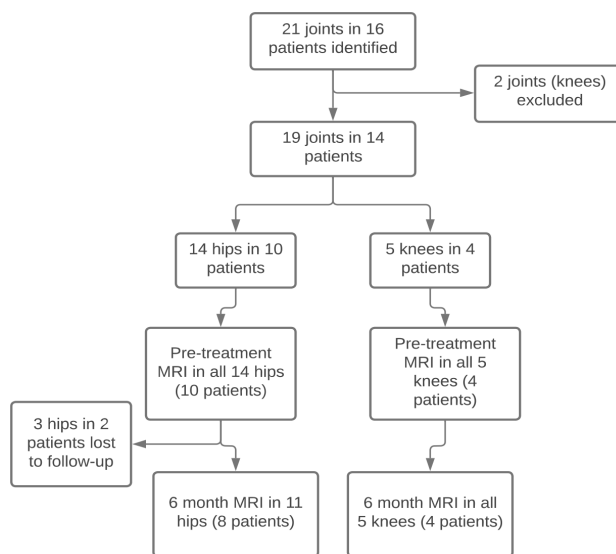 21 joints in 16
patients identified
2 joints (knees)
excluded
19 joints in 14
patients
14 hips in 10
patients
5 knees in 4
patients
Pre-treatment
MRI in all 14 hips
(10 patients)
Pre-treatment
MRI in all 5
knees (4
patients)
3 hips in 2
patients lost
to follow-up
6 month MRI in 11
hips (8 patients)
6 month MRI in all
5 knees (4 patients)